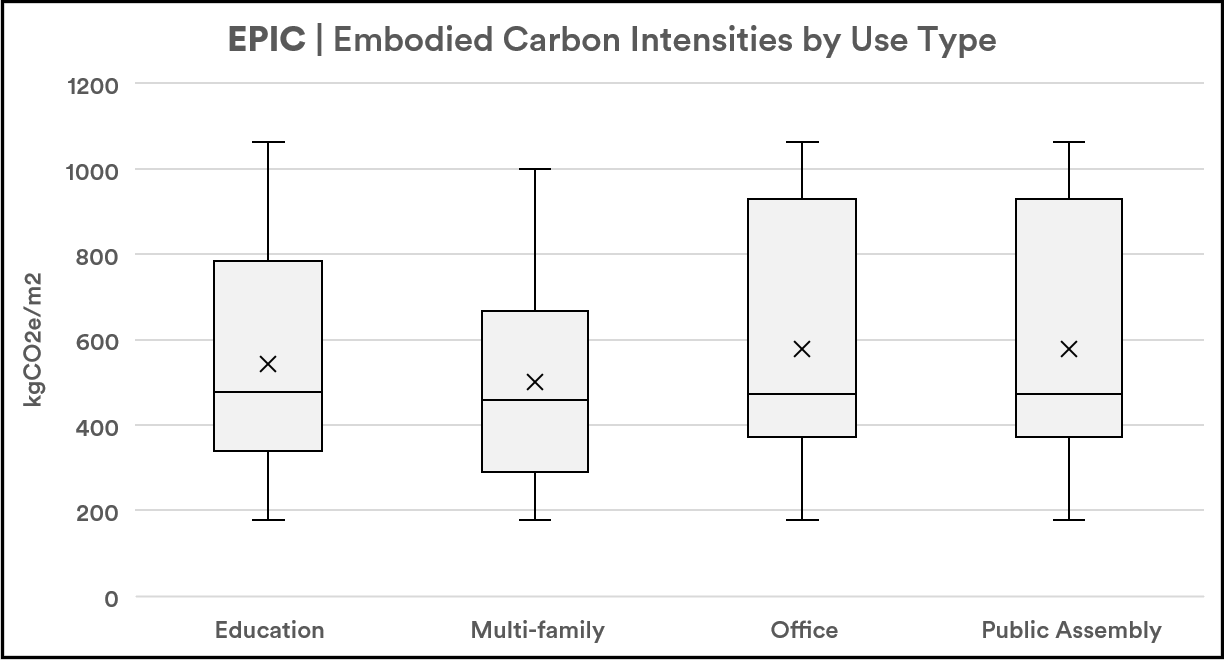 EPIC | Embodied Carbon Intensities by Use Type
1200
1000
800
600
400
200
0
kgCO2e/m2
Education
Multi-family
Office
Public Assembly